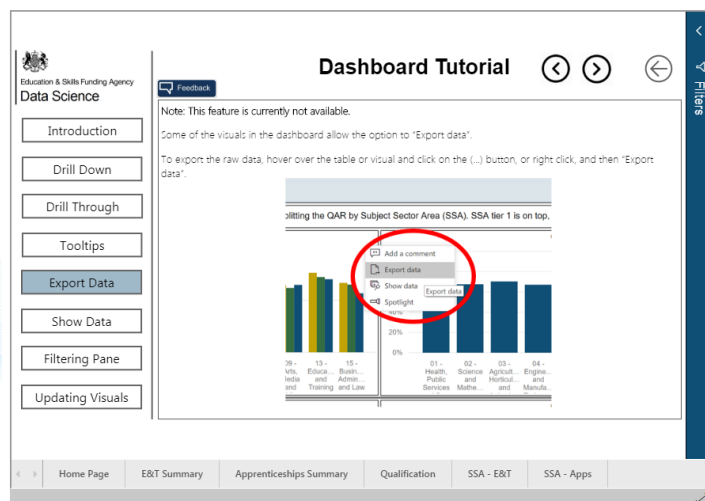 Education & Skills Funding Agency
Data Science
Dashboard Tutorial
Feedback
Filters
Introduction
Drill Down
Drill Through
Tooltips
Export Data
Show Data
Filtering Pane
Updating Visuals
Note: This feature is currently not available.
Some of the visuals in the dashboard allow the option to "Export data".
To export the raw data, hover over the table or visual and click on the (...) button, or right click, and then "Export
data".
plitting the QAR by Subject Sector Area (SSA). SSA tier 1 is on top,
Add a comment
Export data
Show data
Export data
Spotlight
40%
20%
0%
09 -
Arts,
Media
and
13 -
Educa...
and
Training
15 -
Busin...
Admin...
and Law
01 -
Health,
Public
Services
02 -
Science
and
Mathe...
03 -
Agricult...
Horticul...
and
04 -
Engine...
and
Manufa...
Home Page
E&T Summary
Apprenticeships Summary
Qualification
SSA - E&T
SSA - Apps